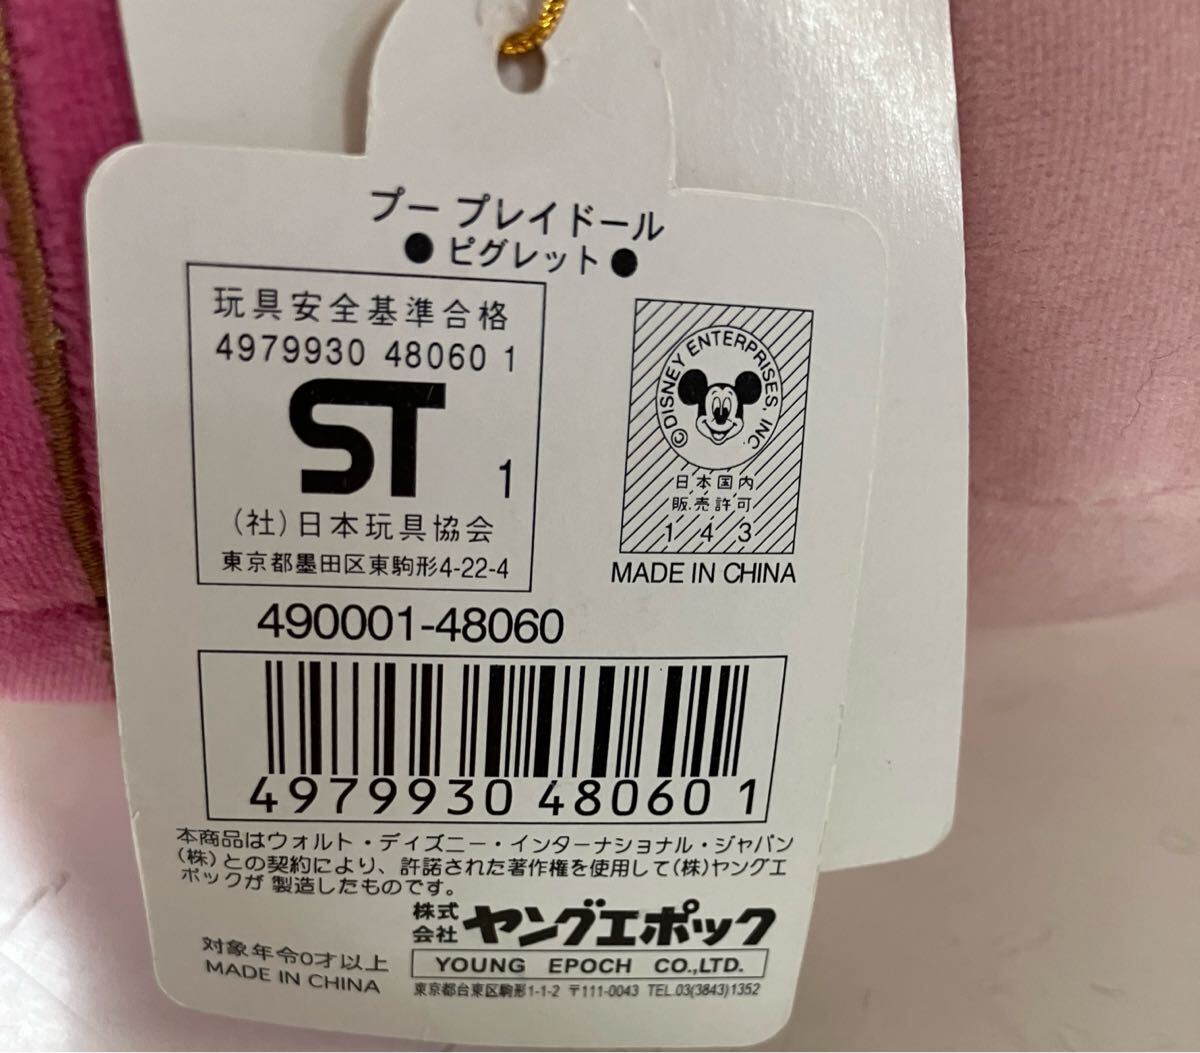 プー プレイドール
● ピグレット ●
玩具安全基準合格
4979930 48060 1
ST 1
(社)日本玩具協会
東京都墨田区東駒形4-22-4
©DISNEY ENTERPRISES, INC.
日本国内
販売許可
1 4 3
MADE IN CHINA
490001-48060
4979930 48060 1
本商品はウォルト・ディズニー・インターナショナル・ジャパン
(株)との契約により、許諾された著作権を使用して(株)ヤングエ
ポックが 製造したものです。
株式会社 ヤングエポック
YOUNG EPOCH CO.,LTD.
東京都台東区駒形1-1-2 〒111-0043 TEL.03(3843)1352
対象年令0才以上
MADE IN CHINA